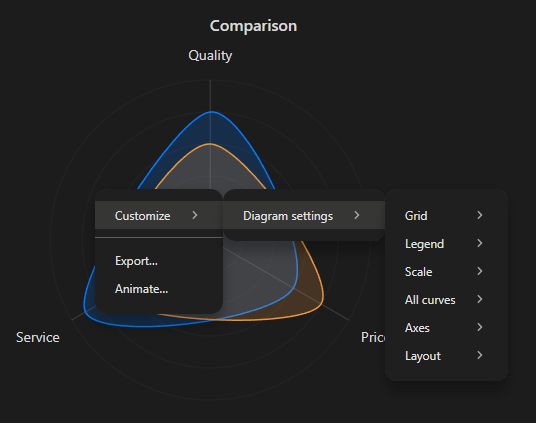 Comparison
Quality
Customize
Diagram settings
Grid
Legend
Scale
All curves
Axes
Layout
Export...
Animate...
Service